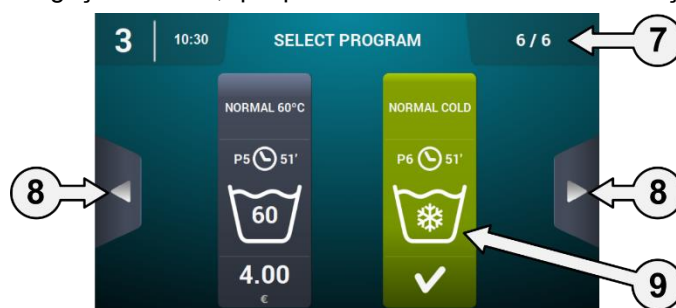 3 10:30 SELECT PROGRAM 6 / 6 7
NORMAL 60ºC NORMAL COLD
P5 51' P6 51'
8 8
60
4.00
€
9